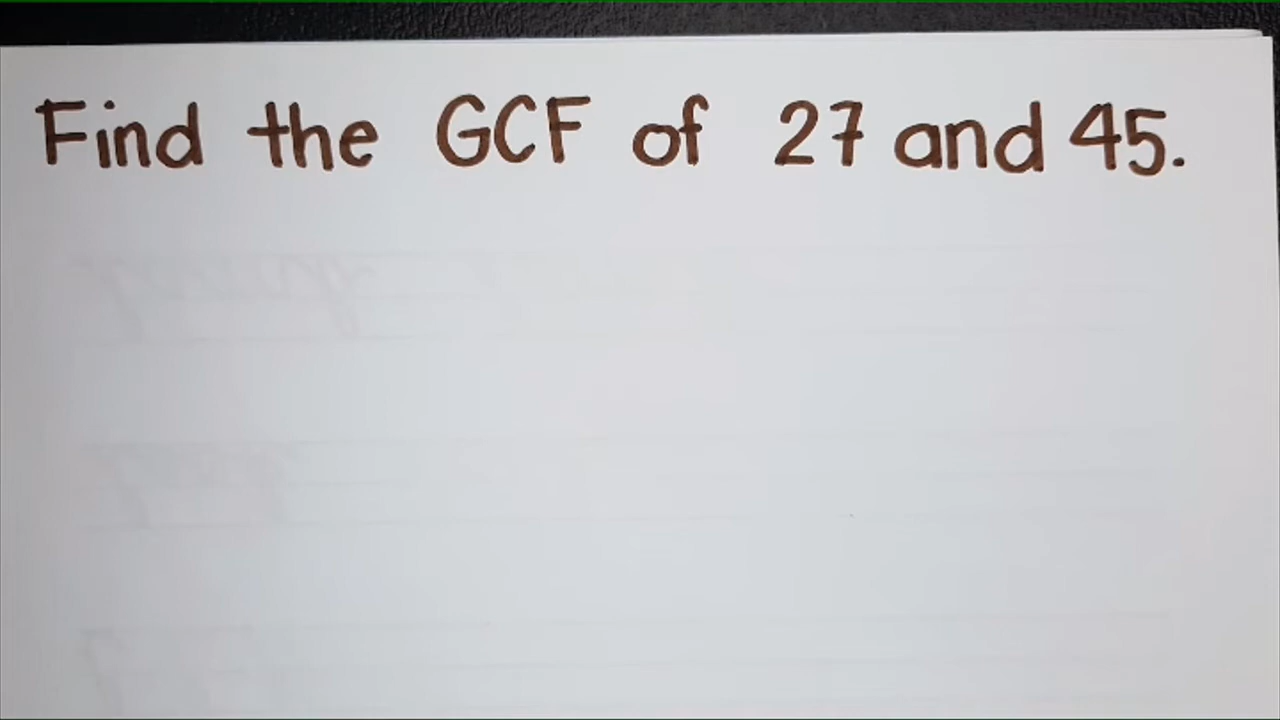 Find the GCF of 27 and 45.